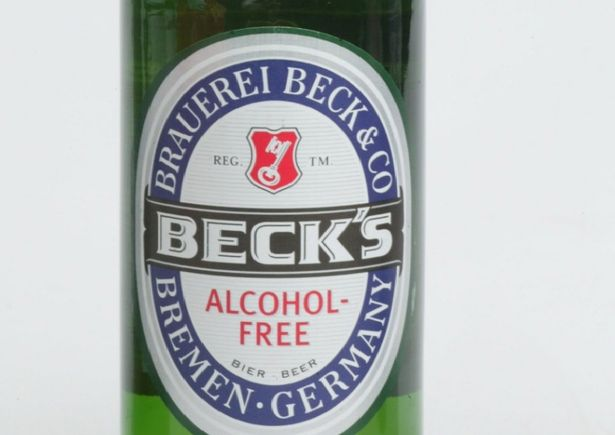 BRAUEREI BECK & CO
REG. TM.
BECK'S
ALCOHOL-
FREE
BIER · BEER
BREMEN · GERMANY